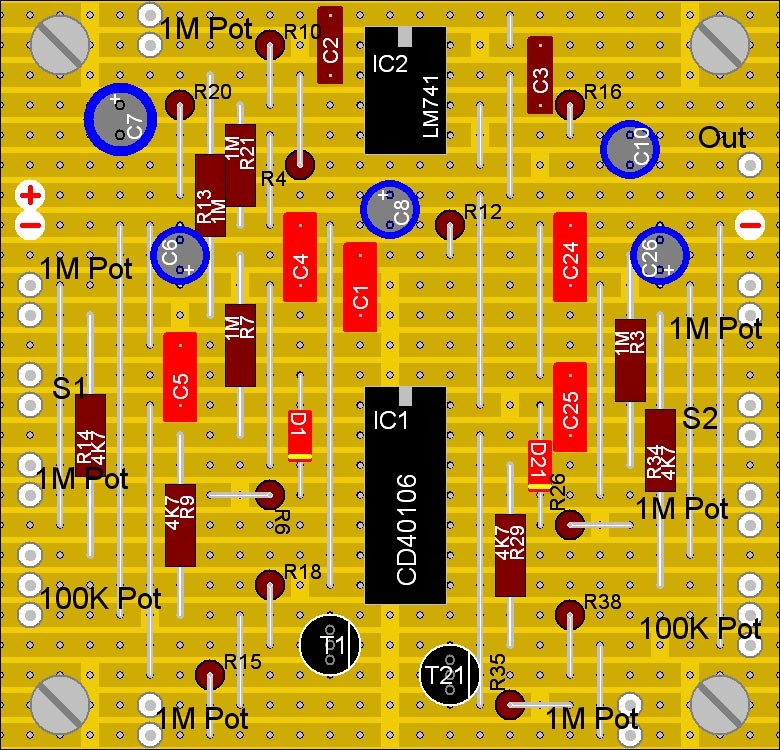 1M Pot
R10
C2
IC2
LM741
C3
R16
R20
C7
+
C10
Out
1M
R21
R4
R13
1M
+
−
C8
+
R12
−
C6
+
C4
C1
C24
C26
+
1M Pot
1M
R7
1M
R3
1M Pot
C5
S1
D1
IC1
CD40106
C25
S2
R14
4K7
D21
R34
4K7
1M Pot
4K7
R9
R6
4K7
R29
R26
1M Pot
R18
R38
100K Pot
100K Pot
T1
R15
T21
R35
1M Pot
1M Pot